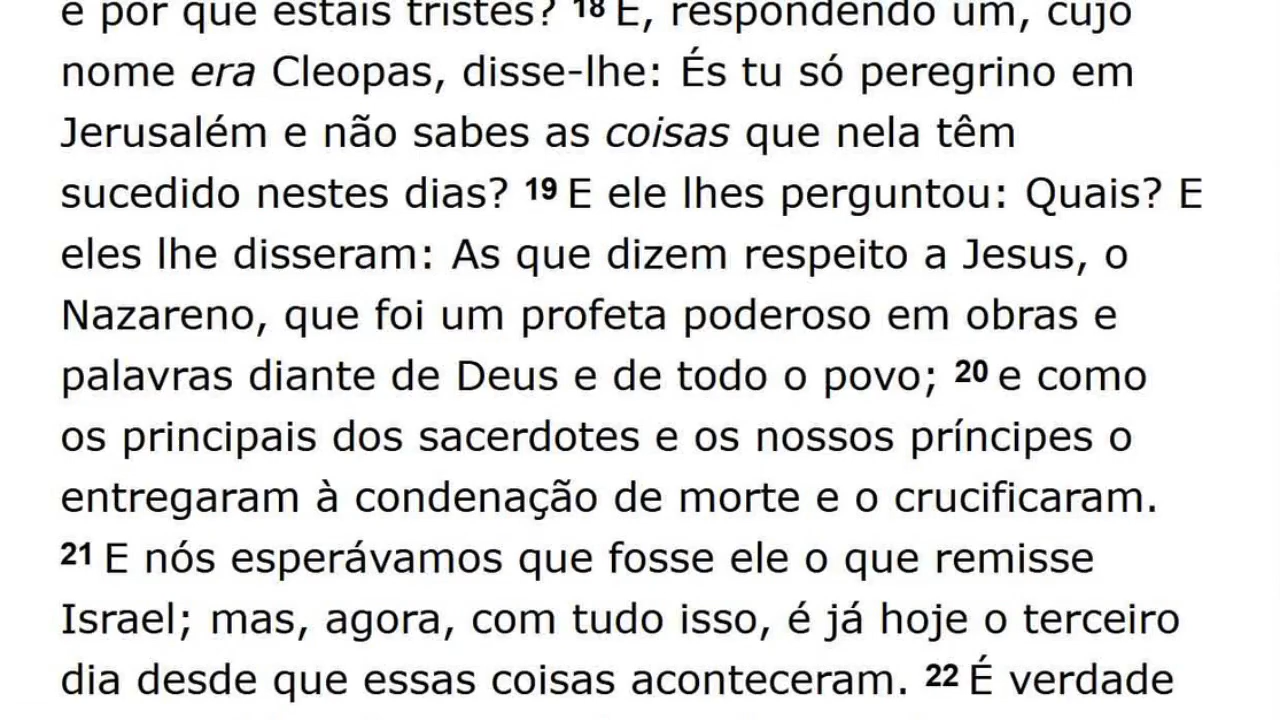 e por que estais tristes? 18 E, respondendo um, cujo
nome era Cleopas, disse-lhe: És tu só peregrino em
Jerusalém e não sabes as coisas que nela têm
sucedido nestes dias? 19 E ele lhes perguntou: Quais? E
eles lhe disseram: As que dizem respeito a Jesus, o
Nazareno, que foi um profeta poderoso em obras e
palavras diante de Deus e de todo o povo; 20 e como
os principais dos sacerdotes e os nossos príncipes o
entregaram à condenação de morte e o crucificaram.
21 E nós esperávamos que fosse ele o que remisse
Israel; mas, agora, com tudo isso, é já hoje o terceiro
dia desde que essas coisas aconteceram. 22 É verdade